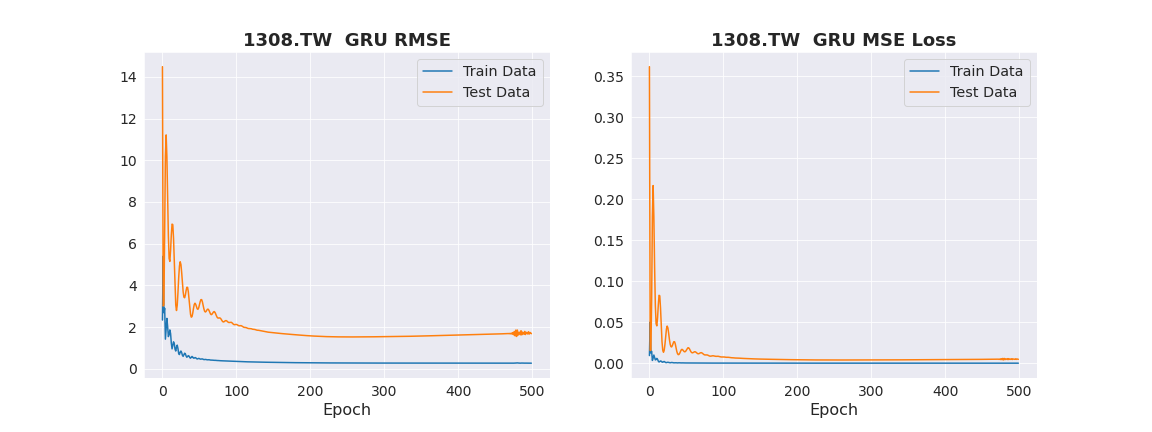 1308.TW  GRU RMSE
Train Data
Test Data
14
12
10
8
6
4
2
0
0 100 200 300 400 500
Epoch
1308.TW  GRU MSE Loss
Train Data
Test Data
0.35
0.30
0.25
0.20
0.15
0.10
0.05
0.00
0 100 200 300 400 500
Epoch